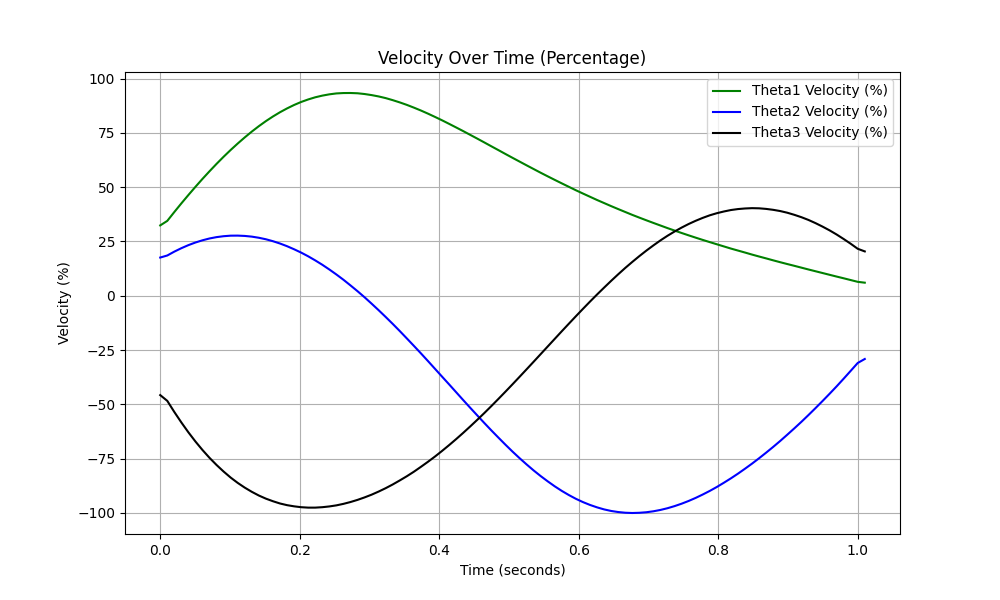 Velocity Over Time (Percentage)
100
75
50
25
0
−25
−50
−75
−100
Velocity (%)
Theta1 Velocity (%)
Theta2 Velocity (%)
Theta3 Velocity (%)
0.0 0.2 0.4 0.6 0.8 1.0
Time (seconds)